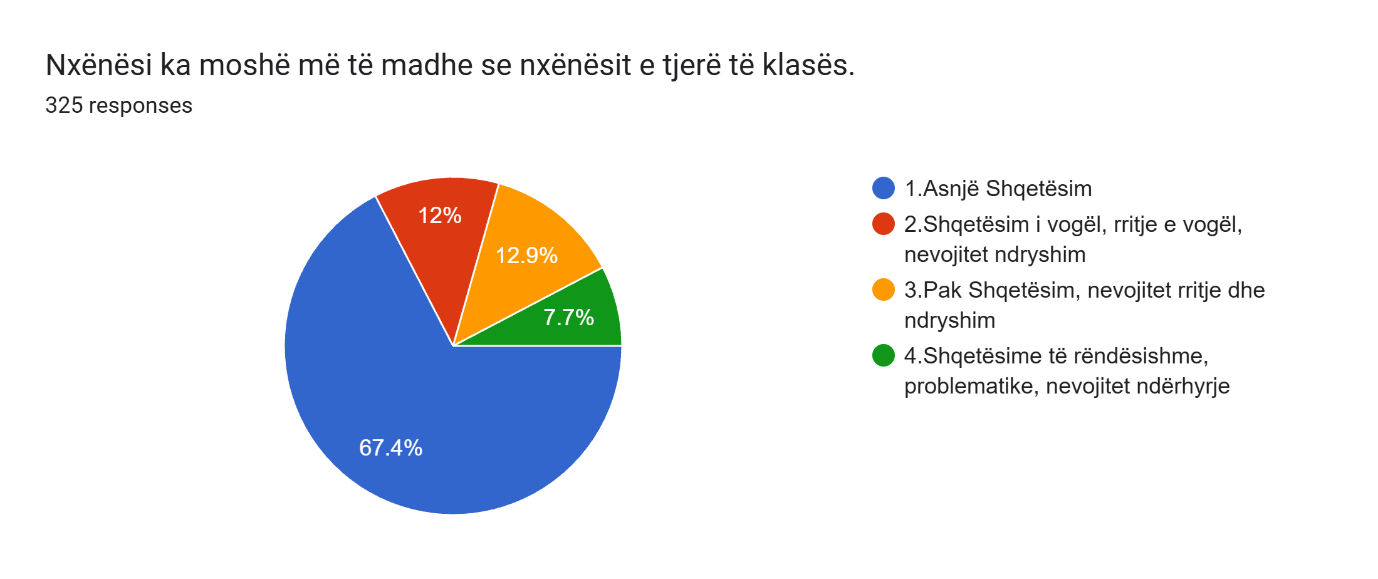 Nxënësi ka moshë më të madhe se nxënësit e tjerë të klasës.
325 responses
12%
12.9%
7.7%
67.4%
1.Asnjë Shqetësim
2.Shqetësim i vogël, rritje e vogël,
nevojitet ndryshim
3.Pak Shqetësim, nevojitet rritje dhe
ndryshim
4.Shqetësime të rëndësishme,
problematike, nevojitet ndërhyrje